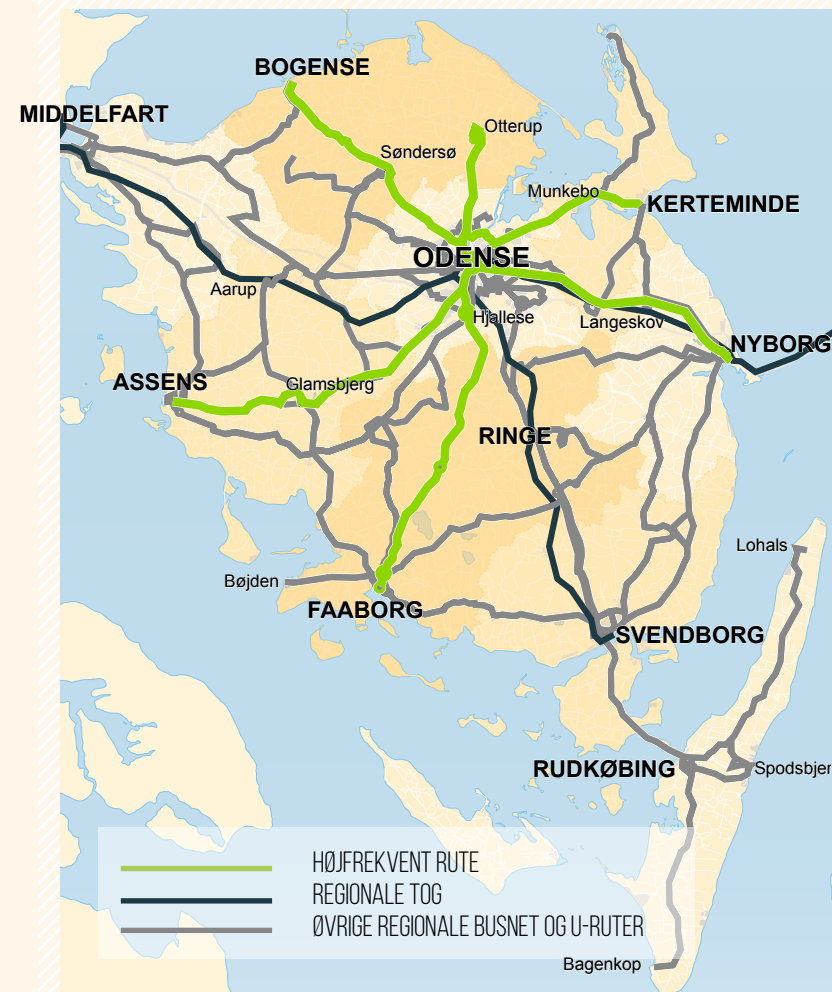 BOGENSE
MIDDELFART
Otterup
Søndersø
Munkebo
KERTEMINDE
ODENSE
Aarup
Hjallese
Langeskov
NYBORG
ASSENS
Glamsbjerg
RINGE
Lohals
Bøjden
FAABORG
SVENDBORG
RUDKØBING
Spodsbjer
HØJFREKVENT RUTE
REGIONALE TOG
ØVRIGE REGIONALE BUSNET OG U-RUTER
Bagenkop